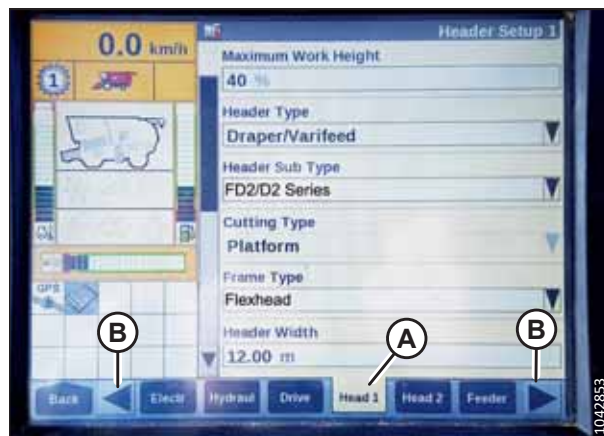 0.0 km/h
Header Setup 1
1
Maximum Work Height
40 %
Header Type
Draper/Varifeed
Header Sub Type
FD2/D2 Series
Cutting Type
Platform
Frame Type
Flexhead
GPS
Header Width
12.00 m
B
A
B
Back
Electr
Hydraul
Drive
Head 1
Head 2
Feeder
1042853